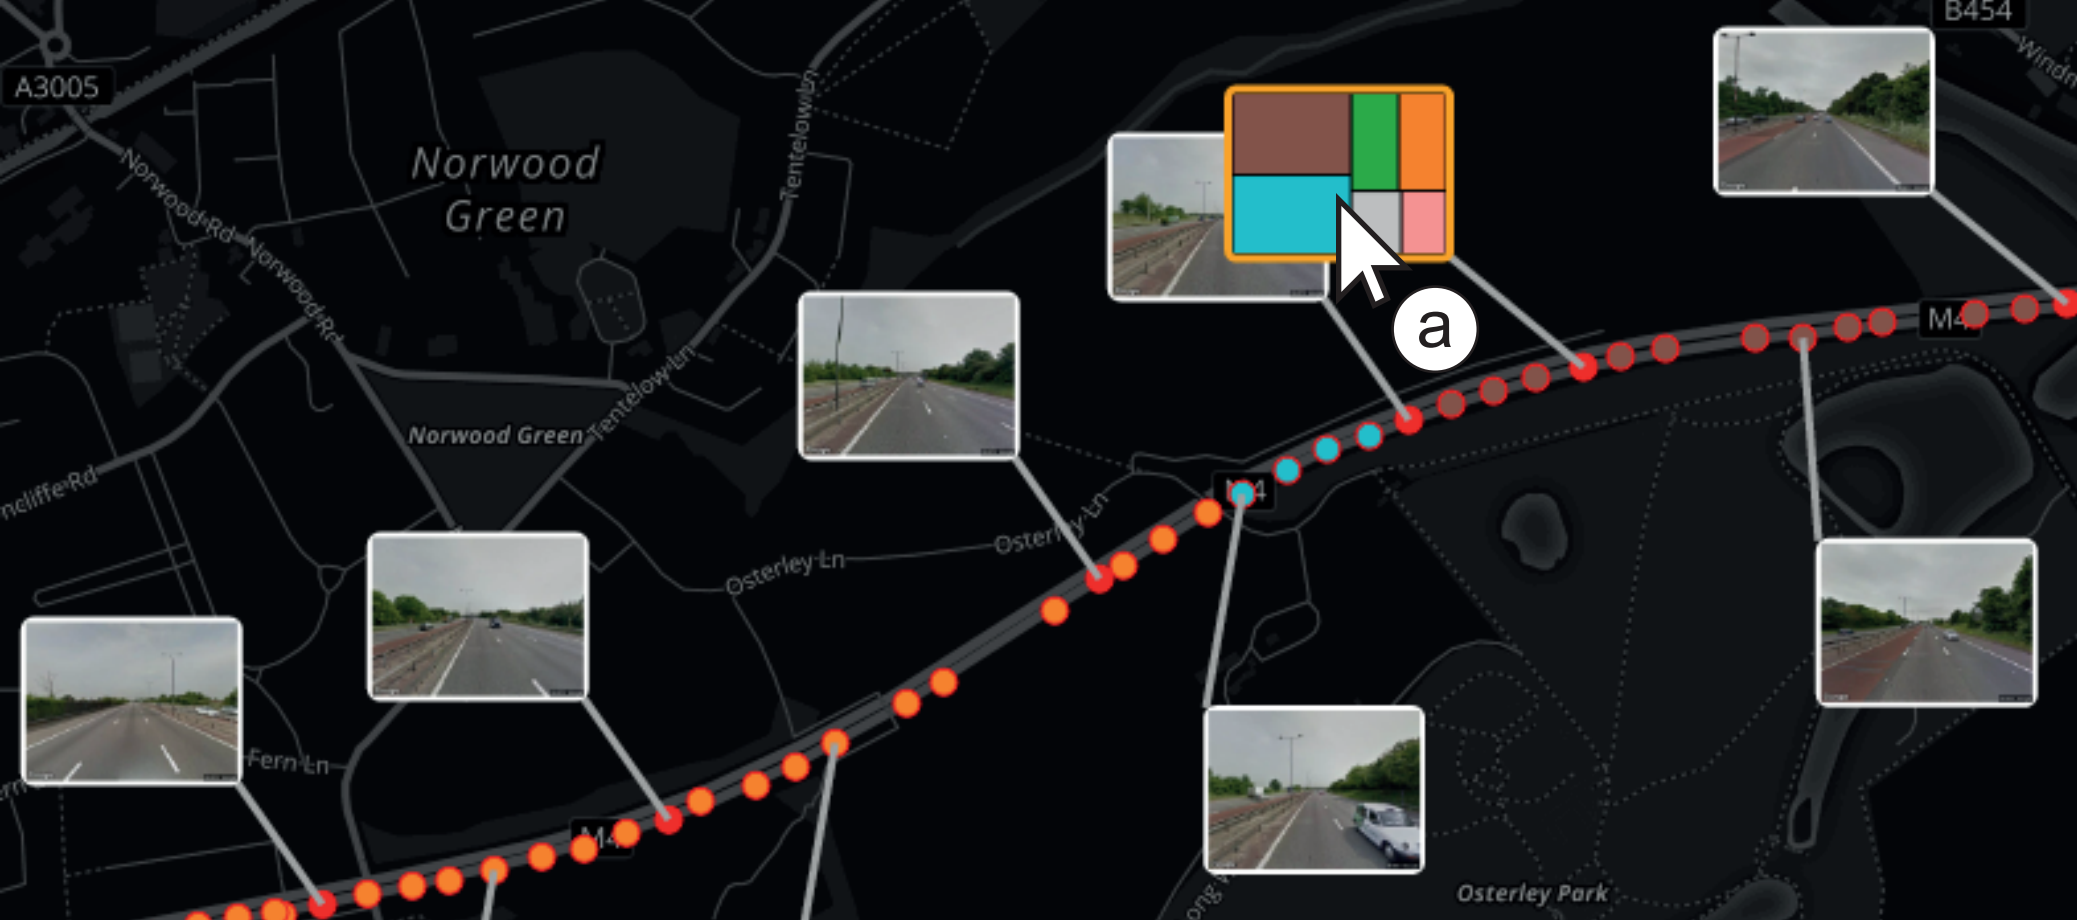 B454
A3005
Windm
Norwood
Green
Tentelow Ln
Norwood Rd
Norwood Rd
a
M4
Tentelow Ln
Norwood Green
ncliffe Rd
M4
Osterley Ln
Osterley Ln
Fern Ln
M4
Osterley Park